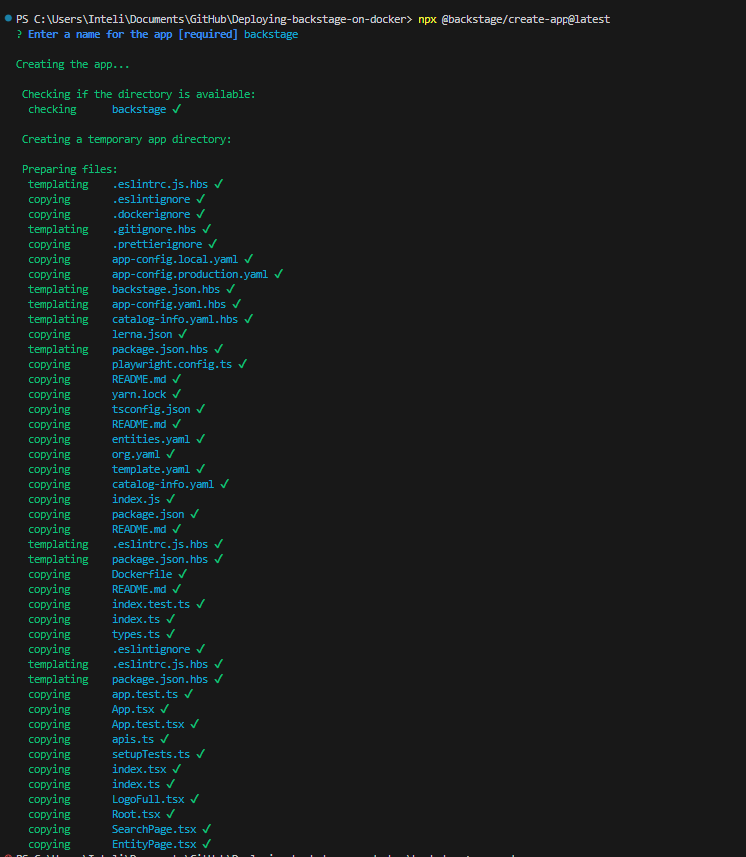 PS C:\Users\Inteli\Documents\GitHub\Deploying-backstage-on-docker> npx @backstage/create-app@latest
? Enter a name for the app [required] backstage
Creating the app...
Checking if the directory is available:
checking backstage ✓
Creating a temporary app directory:
Preparing files:
templating .eslintrc.js.hbs ✓
copying .eslintignore ✓
copying .dockerignore ✓
templating .gitignore.hbs ✓
copying .prettierignore ✓
copying app-config.local.yaml ✓
copying app-config.production.yaml ✓
templating backstage.json.hbs ✓
templating app-config.yaml.hbs ✓
templating catalog-info.yaml.hbs ✓
copying lerna.json ✓
templating package.json.hbs ✓
copying playwright.config.ts ✓
copying README.md ✓
copying yarn.lock ✓
copying tsconfig.json ✓
copying README.md ✓
copying entities.yaml ✓
copying org.yaml ✓
copying template.yaml ✓
copying catalog-info.yaml ✓
copying index.js ✓
copying package.json ✓
copying README.md ✓
templating .eslintrc.js.hbs ✓
templating package.json.hbs ✓
copying Dockerfile ✓
copying README.md ✓
copying index.test.ts ✓
copying index.ts ✓
copying types.ts ✓
copying .eslintignore ✓
templating .eslintrc.js.hbs ✓
templating package.json.hbs ✓
copying app.test.ts ✓
copying App.tsx ✓
copying App.test.tsx ✓
copying apis.ts ✓
copying setupTests.ts ✓
copying index.tsx ✓
copying index.ts ✓
copying LogoFull.tsx ✓
copying Root.tsx ✓
copying SearchPage.tsx ✓
copying EntityPage.tsx ✓